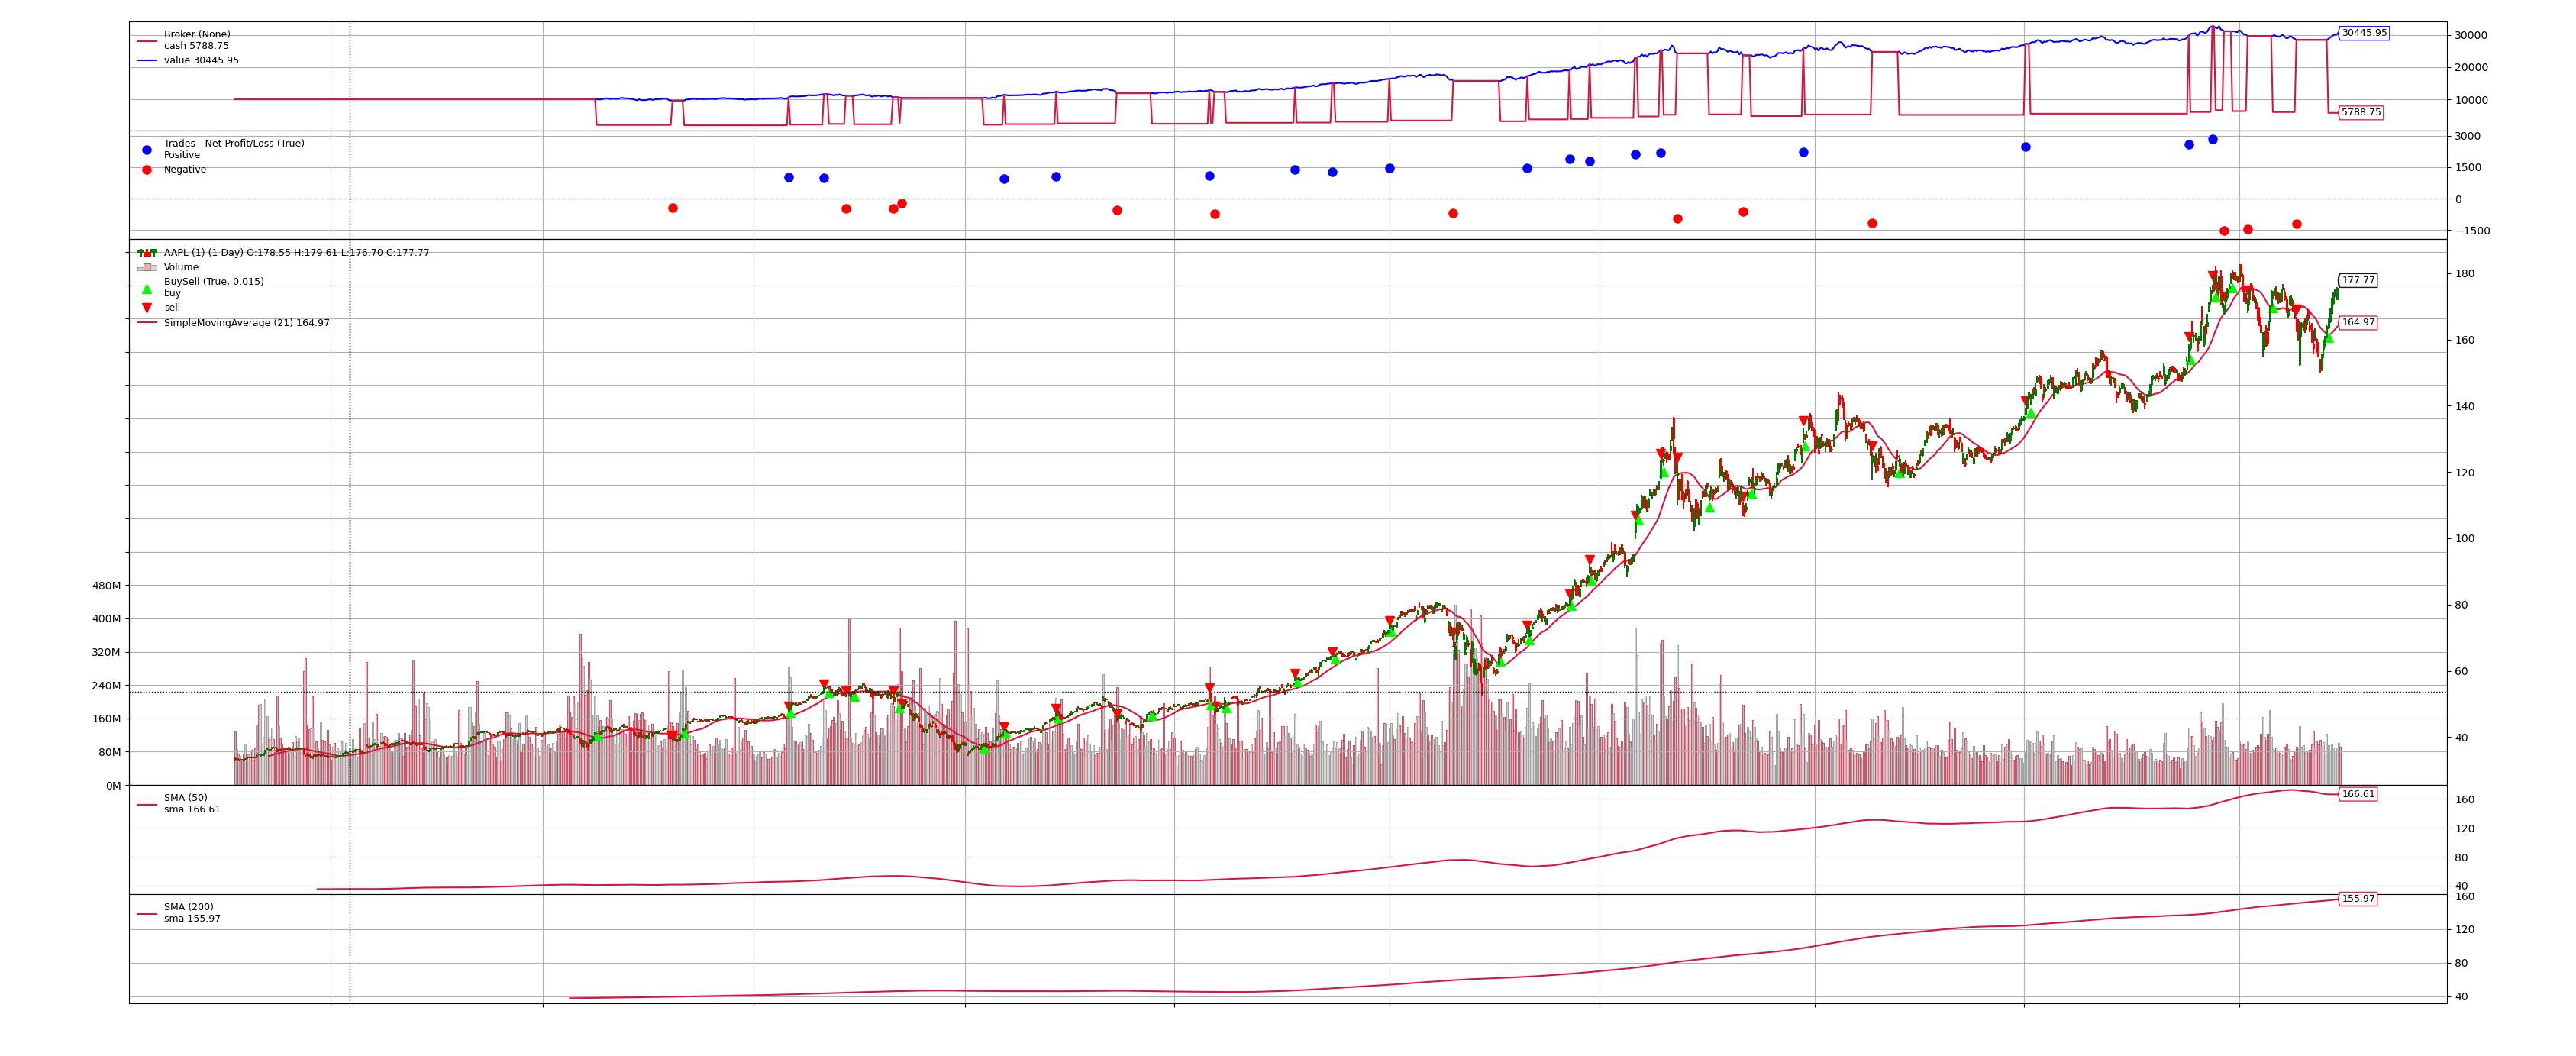 Broker (None)
cash 5788.75
value 30445.95
30445.95
30000
20000
10000
5788.75
Trades - Net Profit/Loss (True)
Positive
Negative
3000
1500
0
−1500
AAPL (1) (1 Day) O:178.55 H:179.61 L:176.70 C:177.77
Volume
BuySell (True, 0.015)
buy
sell
SimpleMovingAverage (21) 164.97
180
177.77
164.97
160
140
120
100
80
60
40
480M
400M
320M
240M
160M
80M
0M
SMA (50)
sma 166.61
166.61
160
120
80
40
SMA (200)
sma 155.97
155.97
160
120
80
40